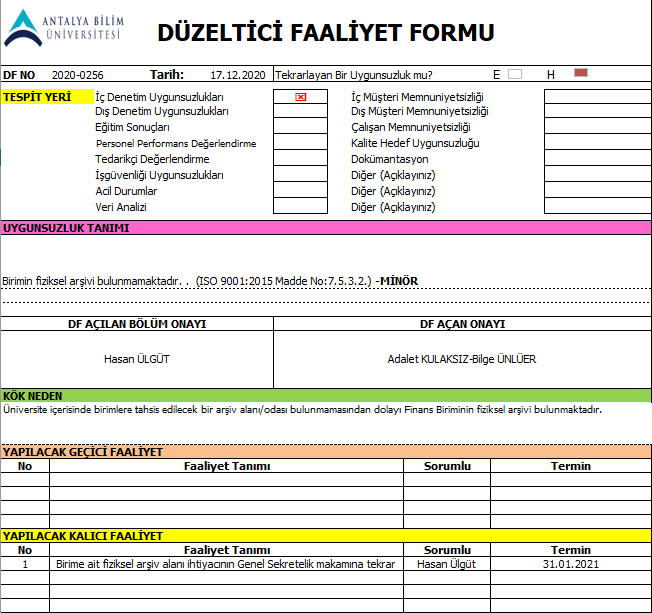 ANTALYA BİLİM
ÜNİVERSİTESİ
DÜZELTİCİ FAALİYET FORMU
DF NO 2020-0256 Tarih: 17.12.2020 Tekrarlayan Bir Uygunsuzluk mu? E H
TESPİT YERİ İç Denetim Uygunsuzlukları İç Müşteri Memnuniyetsizliği
Dış Denetim Uygunsuzlukları Dış Müşteri Memnuniyetsizliği
Eğitim Sonuçları Çalışan Memnuniyetsizliği
Personel Performans Değerlendirme Kalite Hedef Uygunsuzluğu
Tedarikçi Değerlendirme Dokümantasyon
İşgüvenliği Uygunsuzlukları Diğer (Açıklayınız)
Acil Durumlar Diğer (Açıklayınız)
Veri Analizi Diğer (Açıklayınız)
UYGUNSUZLUK TANIMI
Birimin fiziksel arşivi bulunmamaktadır. . (ISO 9001:2015 Madde No:7.5.3.2.) -MİNÖR
DF AÇILAN BÖLÜM ONAYI DF AÇAN ONAYI
Hasan ÜLGÜT Adalet KULAKSIZ-Bilge ÜNLÜER
KÖK NEDEN
Üniversite içerisinde birimlere tahsis edilecek bir arşiv alanı/odası bulunmamasından dolayı Finans Biriminin fiziksel arşivi bulunmaktadır.
YAPILACAK GEÇİCİ FAALİYET
No Faaliyet Tanımı Sorumlu Termin
YAPILACAK KALICI FAALİYET
No Faaliyet Tanımı Sorumlu Termin
1 Birime ait fiziksel arşiv alanı ihtiyacının Genel Sekretelik makamına tekrar Hasan Ülgüt 31.01.2021